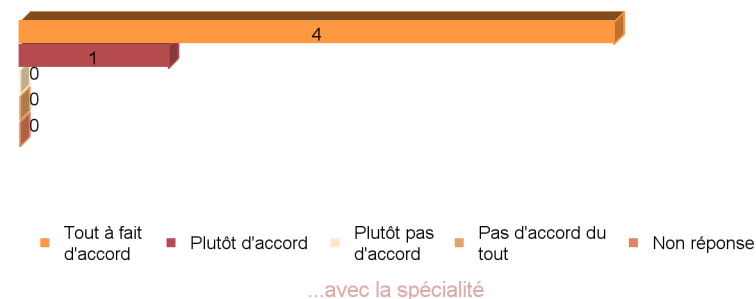 4
1
0
0
0
Tout à fait d'accord
Plutôt d'accord
Plutôt pas d'accord
Pas d'accord du tout
Non réponse
...avec la spécialité